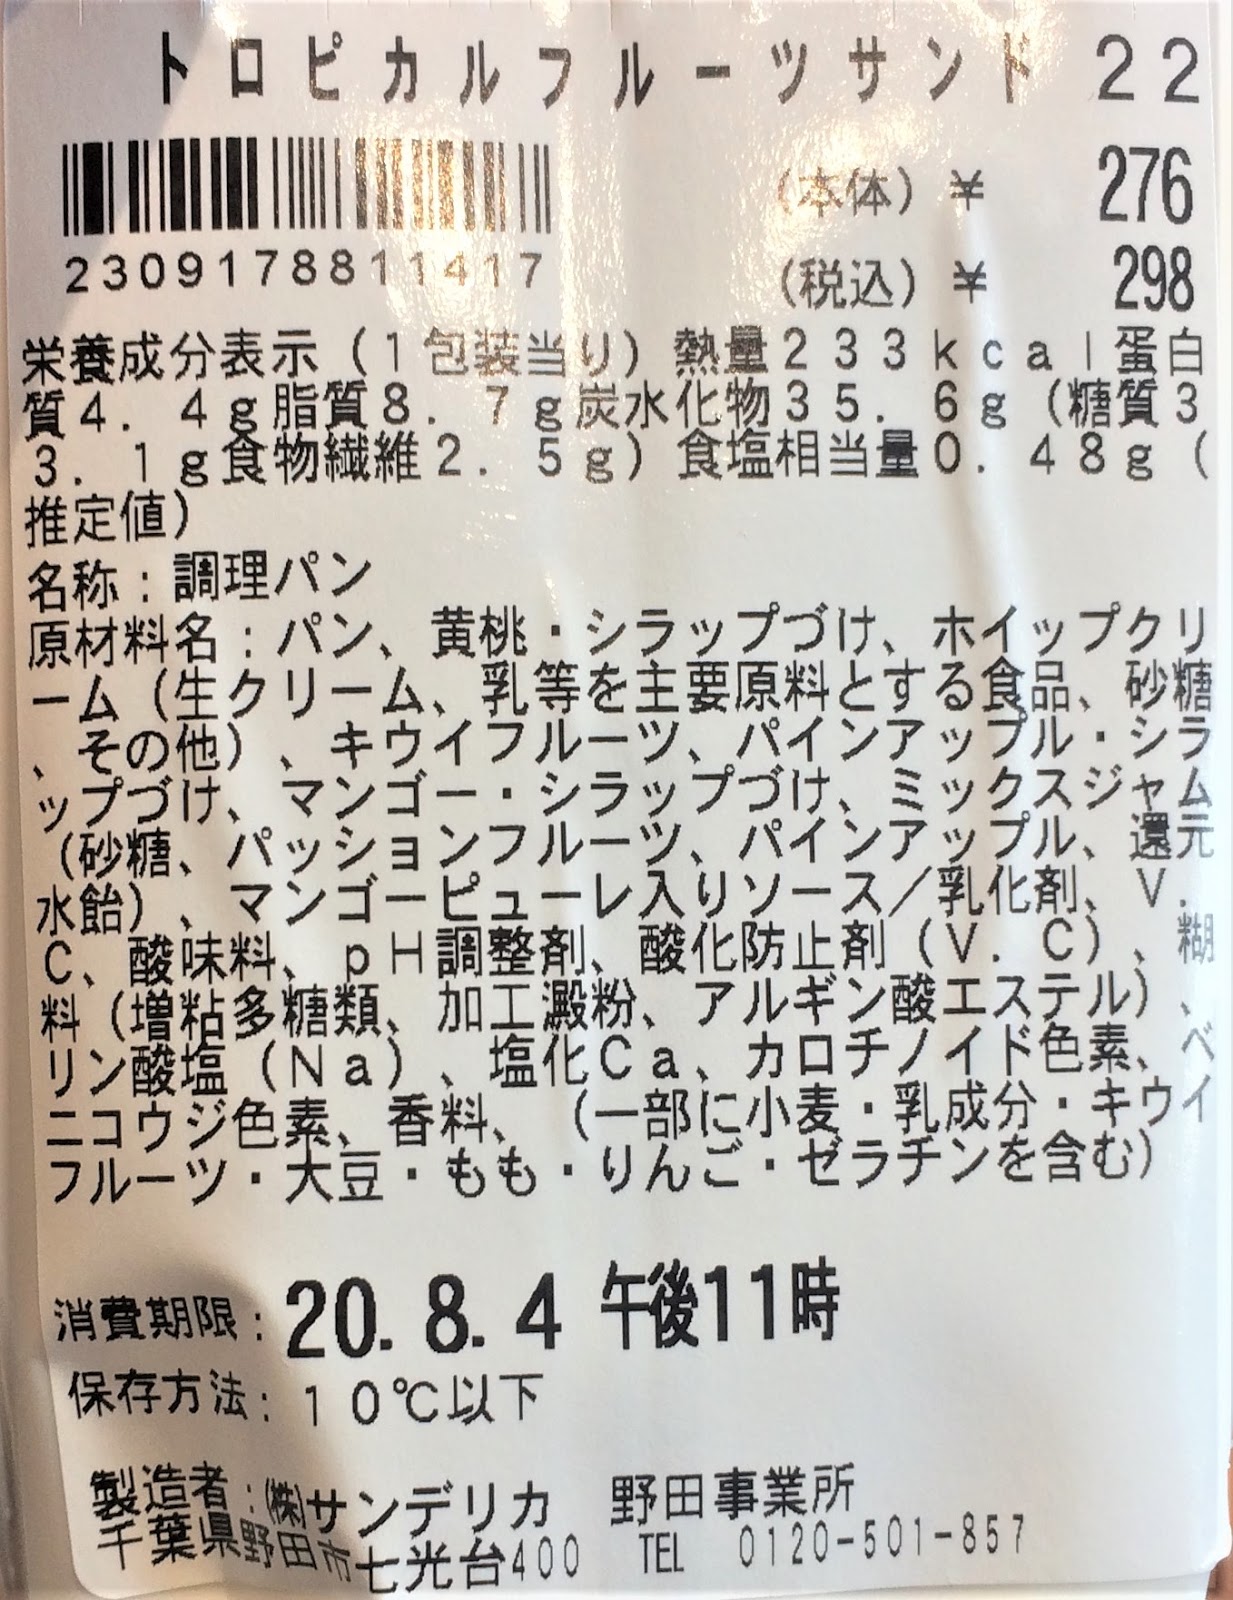 トロピカルフルーツサンド22
(本体)¥ 276
2309178811417
(税込)¥ 298
栄養成分表示(1包装当り)熱量233kcal蛋白
質4.4g脂質8.7g炭水化物35.6g(糖質3
3.1g食物繊維2.5g)食塩相当量0.48g(
推定値)
名称:調理パン
原材料名:パン、黄桃・シラップづけ、ホイップクリ
ーム(生クリーム、乳等を主要原料とする食品、砂糖
、その他)、キウイフルーツ、パインアップル・シラ
ップづけ、マンゴー・シラップづけ、ミックスジャム
(砂糖、パッションフルーツ、パインアップル、還元
水飴)、マンゴーピューレ入りソース/乳化剤、V.
C、酸味料、pH調整剤、酸化防止剤(V.C)、糊
料(増粘多糖類、加工澱粉、アルギン酸エステル)、
リン酸塩(Na)、塩化Ca、カロチノイド色素、ベ
ニコウジ色素、香料、(一部に小麦・乳成分・キウイ
フルーツ・大豆・もも・りんご・ゼラチンを含む)
消費期限:20.8.4 午後11時
保存方法:10℃以下
製造者:㈱サンデリカ 野田事業所
千葉県野田市七光台400 TEL 0120-501-857